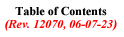 Table of Contents
(Rev. 12070, 06-07-23)